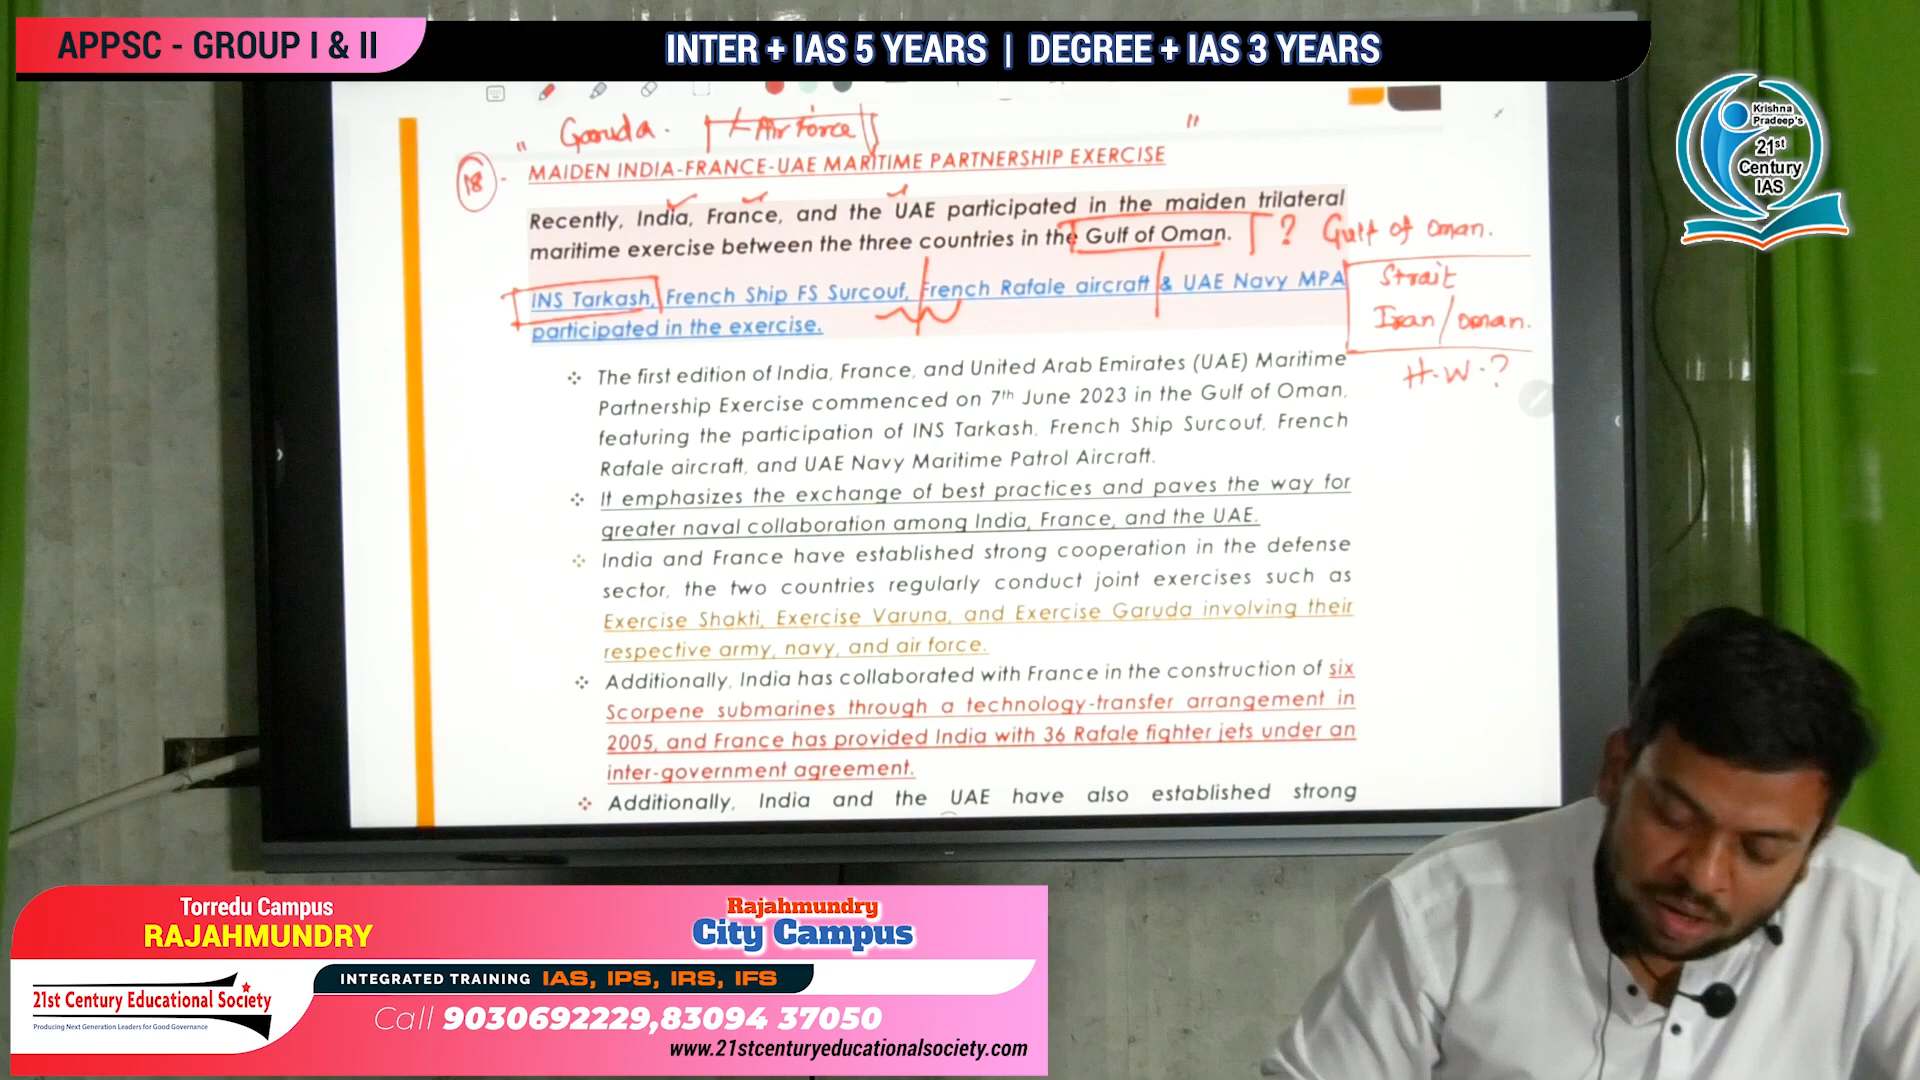 APPSC - GROUP I & II
INTER + IAS 5 YEARS | DEGREE + IAS 3 YEARS
Krishna
Pradeep's
21st
Century
IAS
" Garuda. Air Force "
18 - MAIDEN INDIA-FRANCE-UAE MARITIME PARTNERSHIP EXERCISE
Recently, India, France, and the UAE participated in the maiden trilateral
maritime exercise between the three countries in the Gulf of Oman.
? Gulf of Oman.
INS Tarkash, French Ship FS Surcouf, French Rafale aircraft & UAE Navy MPA
participated in the exercise.
Strait
Iran/Oman.
H.W.?
The first edition of India, France, and United Arab Emirates (UAE) Maritime
Partnership Exercise commenced on 7th June 2023 in the Gulf of Oman,
featuring the participation of INS Tarkash, French Ship Surcouf, French
Rafale aircraft, and UAE Navy Maritime Patrol Aircraft.
It emphasizes the exchange of best practices and paves the way for
greater naval collaboration among India, France, and the UAE.
India and France have established strong cooperation in the defense
sector, the two countries regularly conduct joint exercises such as
Exercise Shakti, Exercise Varuna, and Exercise Garuda involving their
respective army, navy, and air force.
Additionally, India has collaborated with France in the construction of six
Scorpene submarines through a technology-transfer arrangement in
2005, and France has provided India with 36 Rafale fighter jets under an
inter-government agreement.
Additionally, India and the UAE have also established strong
Torredu Campus
RAJAHMUNDRY
Rajahmundry
City Campus
21st Century Educational Society
Producing Next Generation Leaders for Good Governance
INTEGRATED TRAINING IAS, IPS, IRS, IFS
Call 9030692229,83094 37050
www.21stcenturyeducationalsociety.com